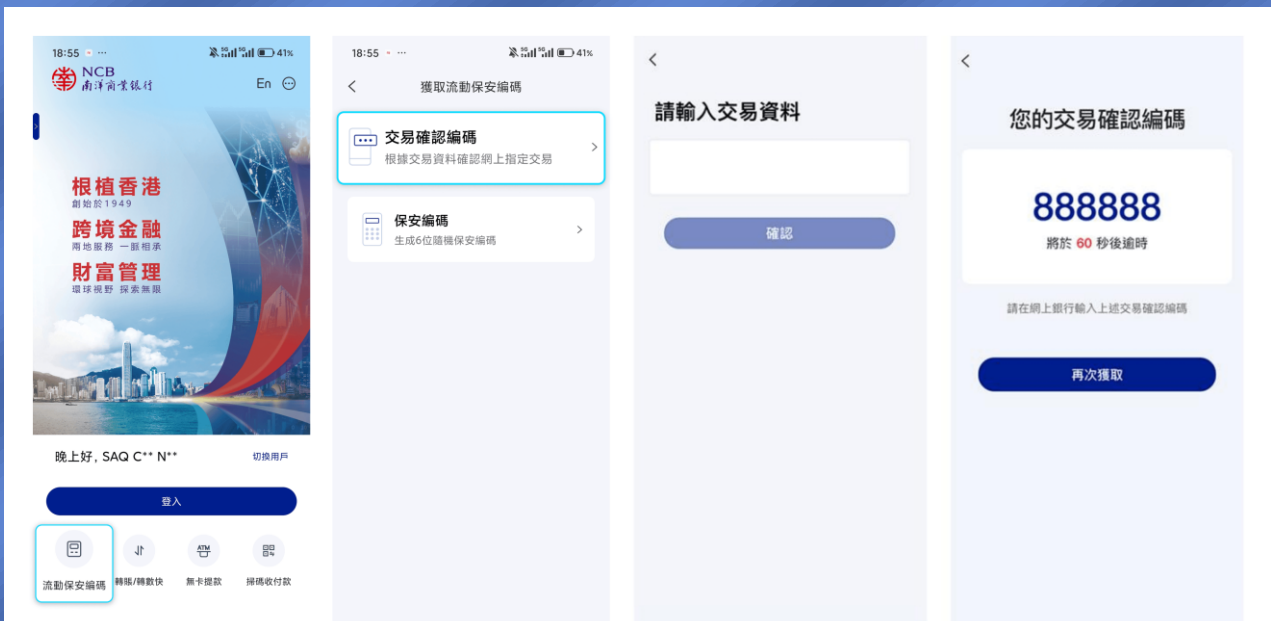 18:55 ...
41%
NCB
南洋商業銀行
En
根植香港
創始於1949
跨境金融
兩地服務 一脈相承
財富管理
環球視野 探索無限
晚上好, SAQ C** N**
切換用戶
登入
ATM
流動保安編碼
轉賬/轉數快
無卡提款
掃碼收付款
18:55 ...
41%
獲取流動保安編碼
交易確認編碼
根據交易資料確認網上指定交易
保安編碼
生成6位隨機保安編碼
請輸入交易資料
確認
您的交易確認編碼
888888
將於 60 秒後逾時
請在網上銀行輸入上述交易確認編碼
再次獲取